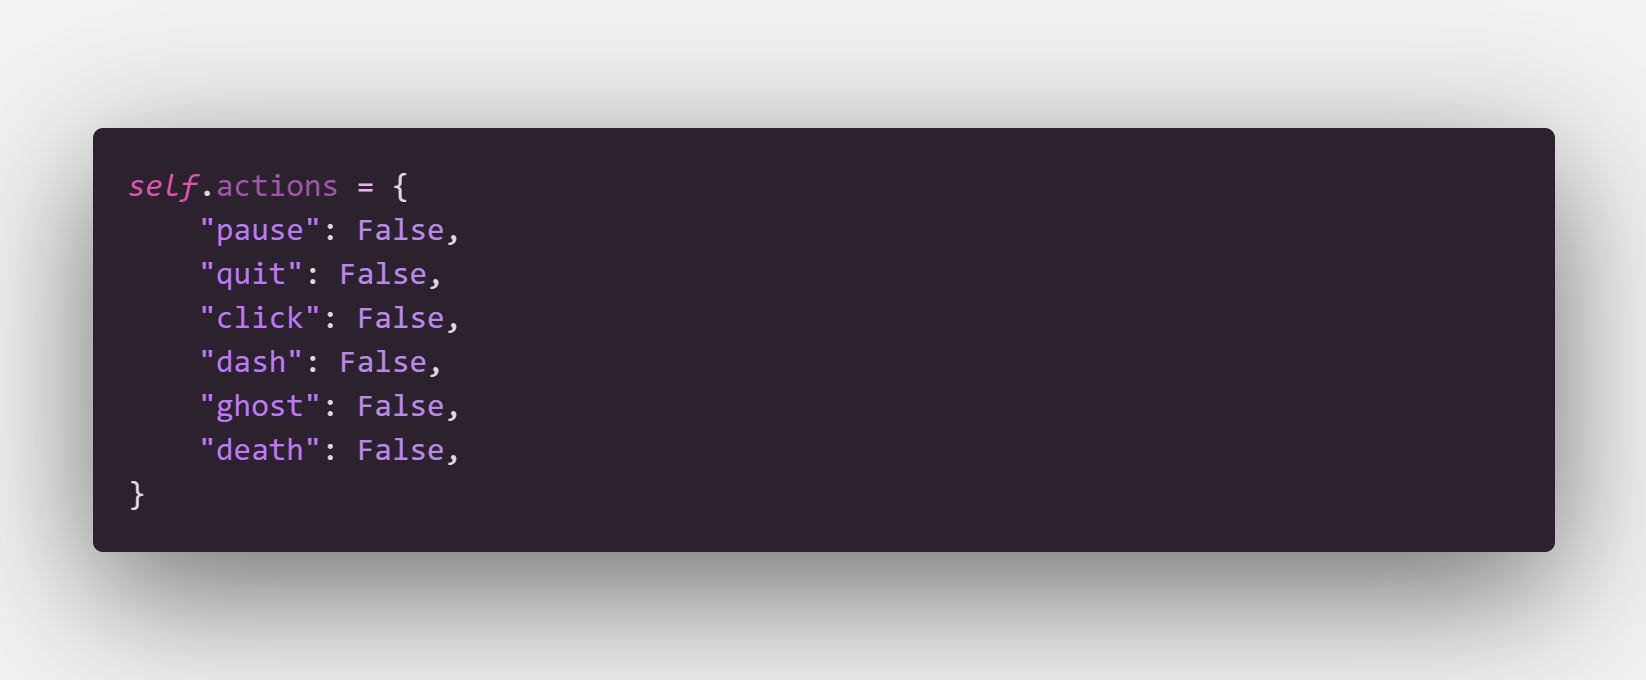 self.actions = {
    "pause": False,
    "quit": False,
    "click": False,
    "dash": False,
    "ghost": False,
    "death": False,
}